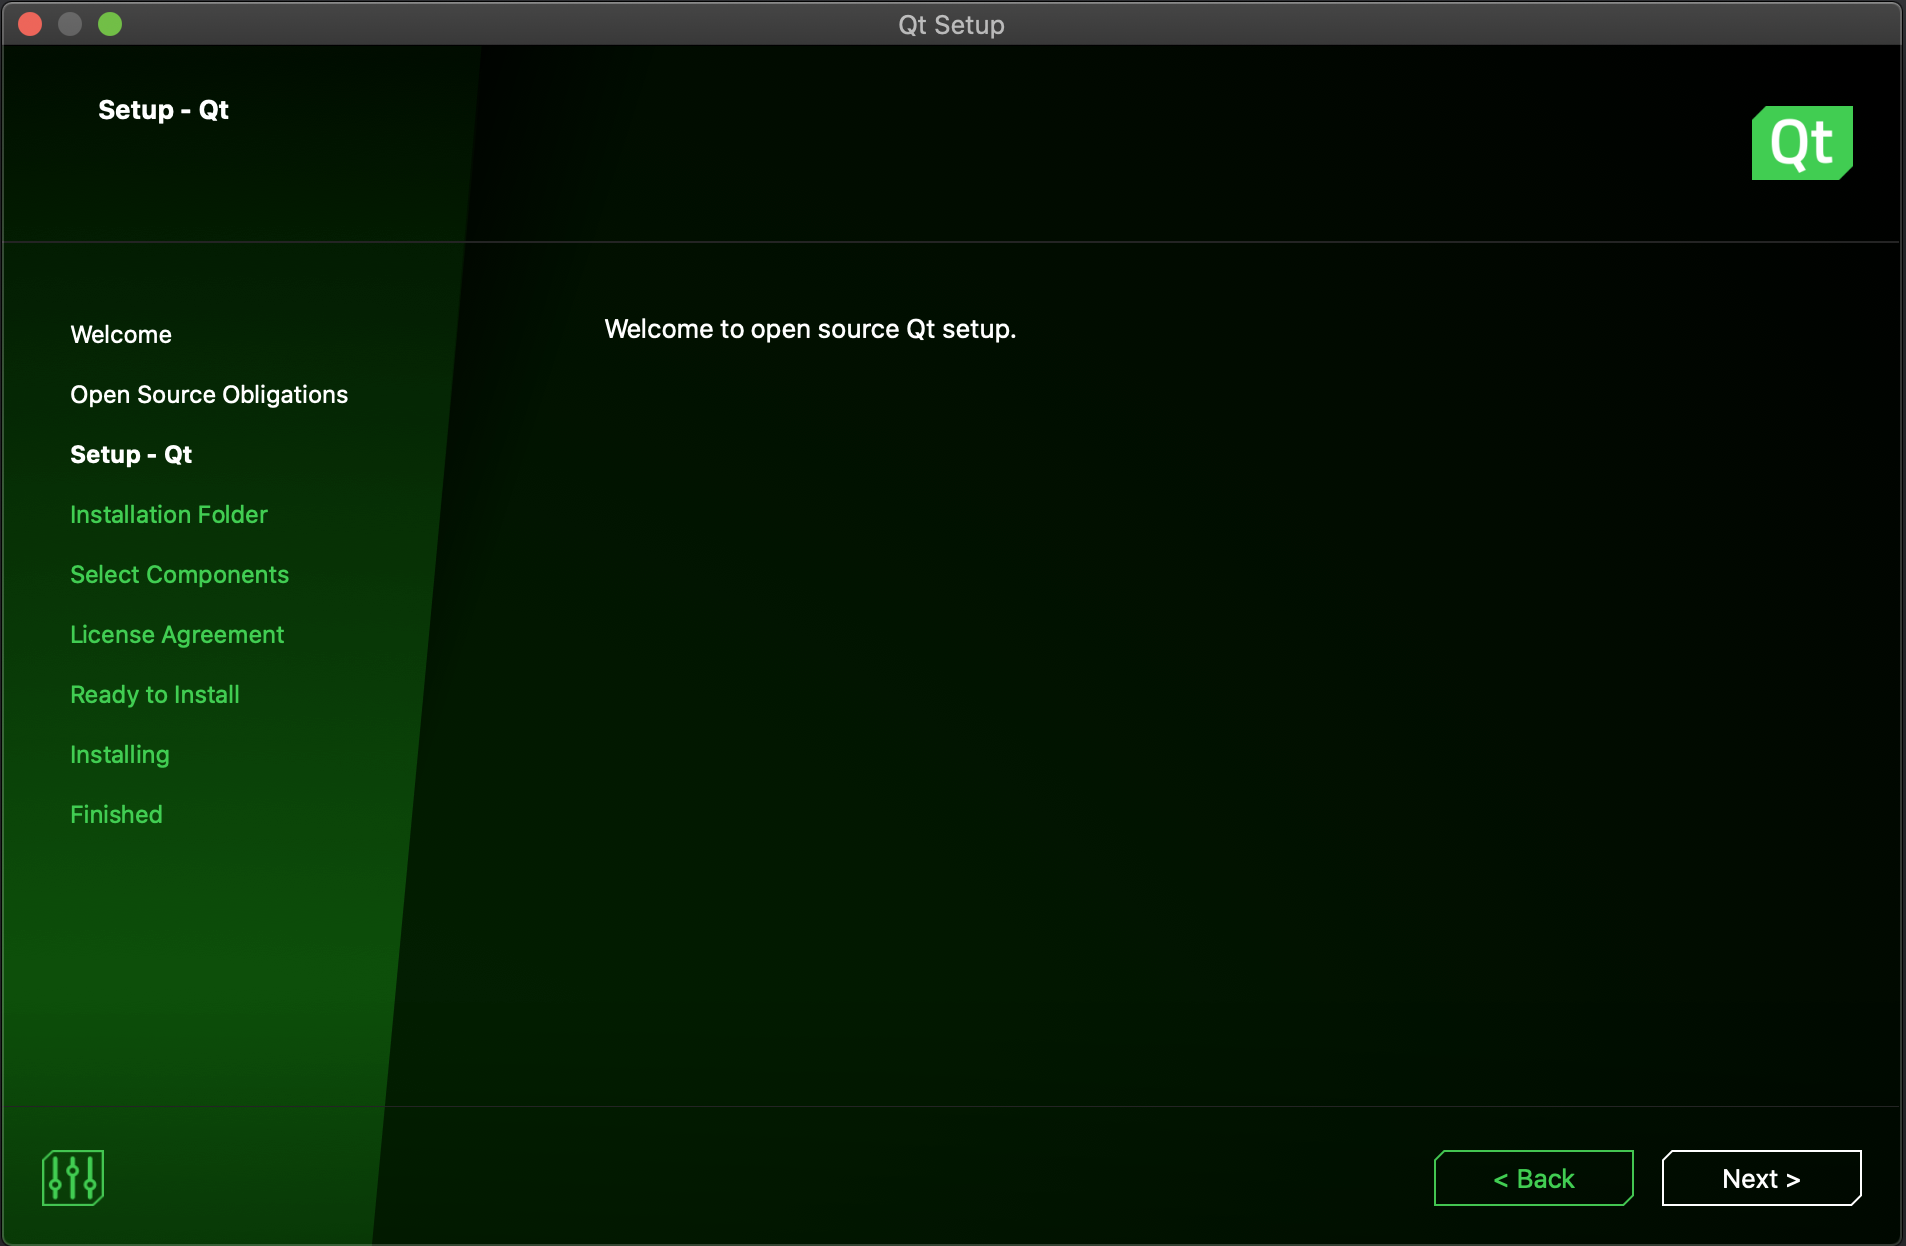 Qt Setup
Setup - Qt
Qt
Welcome
Open Source Obligations
Setup - Qt
Installation Folder
Select Components
License Agreement
Ready to Install
Installing
Finished
Welcome to open source Qt setup.
< Back
Next >